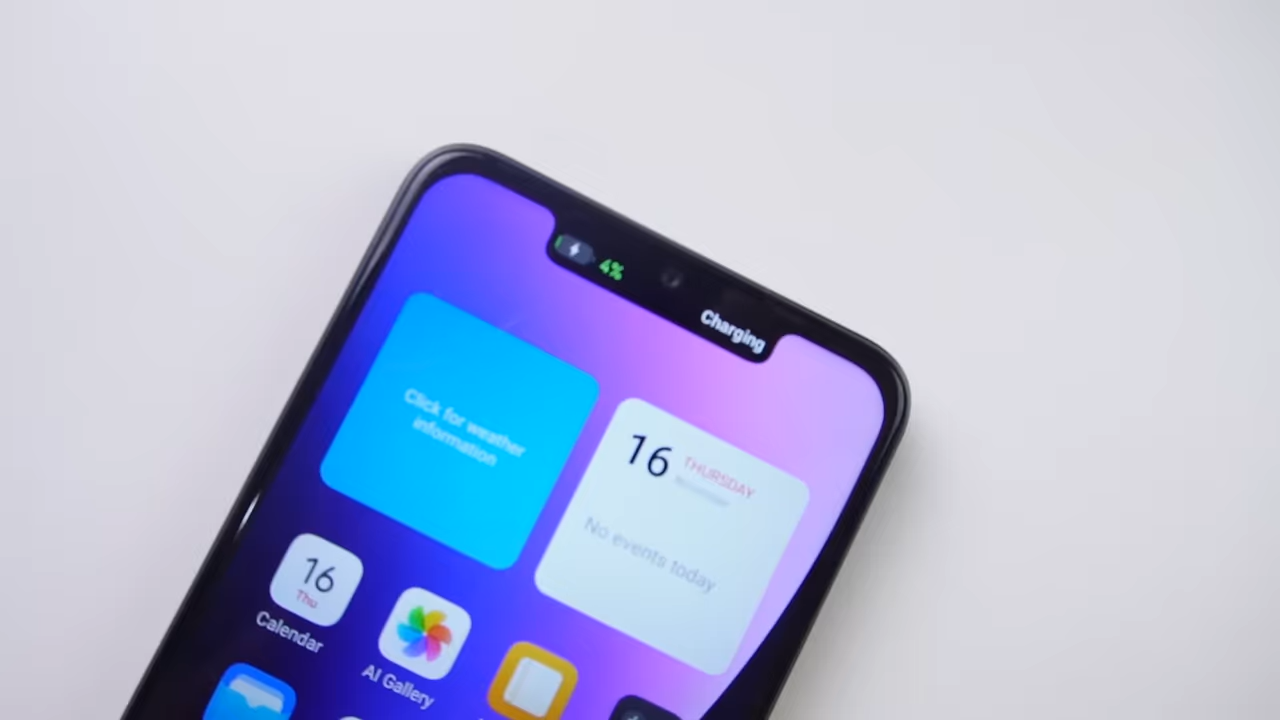 4%
Charging
Click for weather
information
16 THURSDAY
No events today
16
Thu
Calendar
AI Gallery